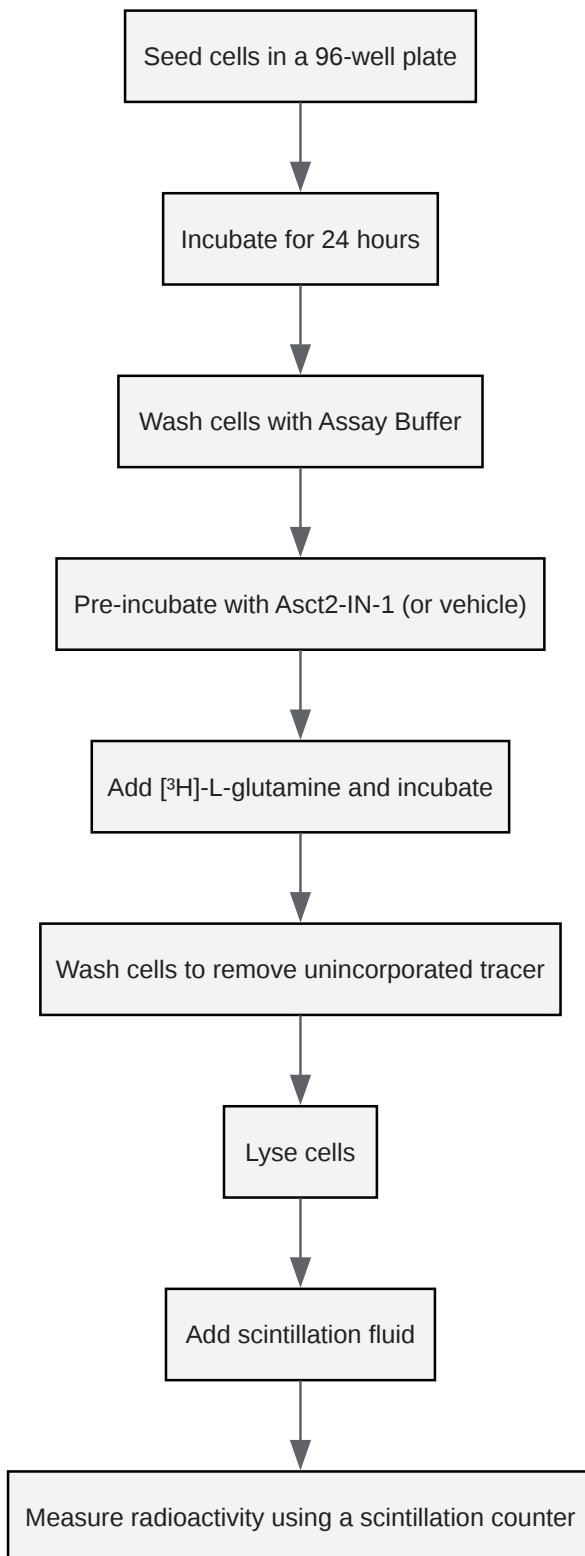 Seed cells in a 96-well plate
Incubate for 24 hours
Wash cells with Assay Buffer
Pre-incubate with Asct2-IN-1 (or vehicle)
Add [³H]-L-glutamine and incubate
Wash cells to remove unincorporated tracer
Lyse cells
Add scintillation fluid
Measure radioactivity using a scintillation counter